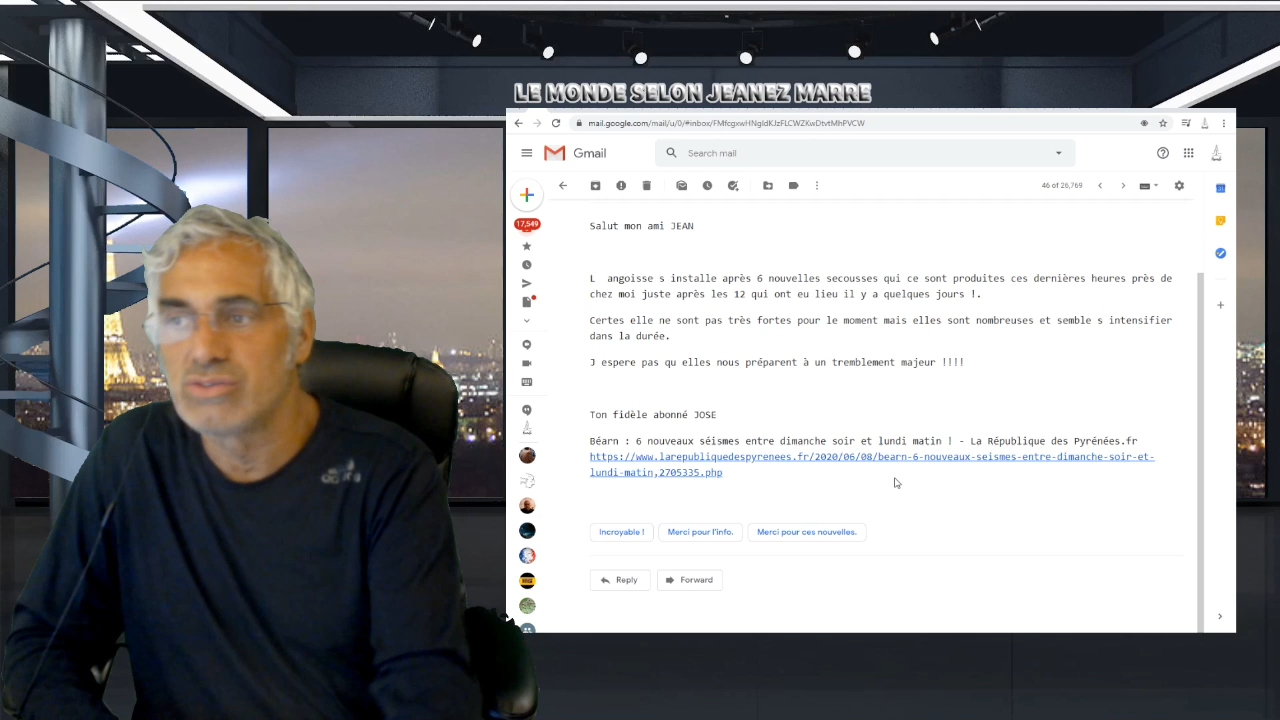 LE MONDE SELON JEANEZ MARRE
mail.google.com/mail/u/0/#inbox/FMfcgxwHNgldKJzFLCWZKwDtvtMhPVCW
Gmail
Search mail
46 of 26,769
17,549
Salut mon ami JEAN
L angoisse s installe après 6 nouvelles secousses qui ce sont produites ces dernières heures près de
chez moi juste après les 12 qui ont eu lieu il y a quelques jours !.
Certes elle ne sont pas très fortes pour le moment mais elles sont nombreuses et semble s intensifier
dans la durée.
J espere pas qu elles nous préparent à un tremblement majeur !!!!
Ton fidèle abonné JOSE
Béarn : 6 nouveaux séismes entre dimanche soir et lundi matin ! - La République des Pyrénées.fr
https://www.larepubliquedespyrenees.fr/2020/06/08/bearn-6-nouveaux-seismes-entre-dimanche-soir-et-
lundi-matin,2705335.php
Incroyable ! Merci pour l'info. Merci pour ces nouvelles.
Reply Forward